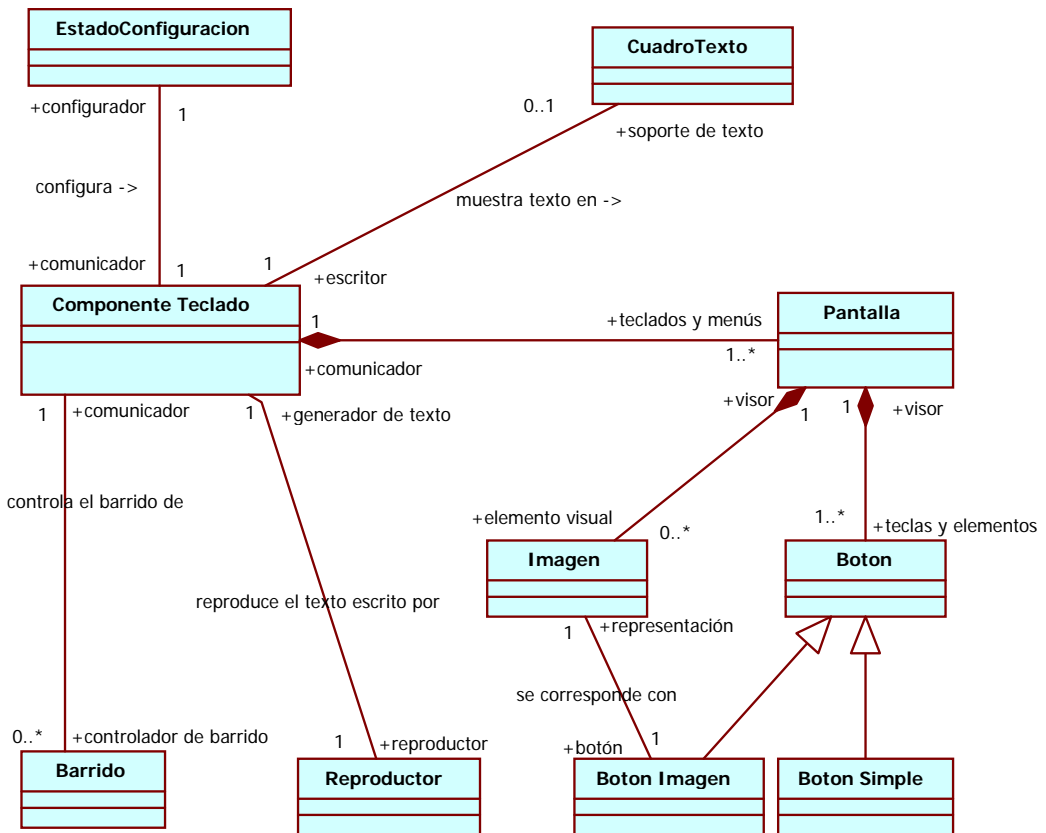 EstadoConfiguracion
CuadroTexto
+configurador
1
0..1
+soporte de texto
configura ->
muestra texto en ->
+comunicador
1
1
+escritor
Componente Teclado
1
+teclados y menús
Pantalla
+comunicador
1..*
1
+comunicador
1
+generador de texto
+visor
1
1
+visor
controla el barrido de
+elemento visual
0..*
1..*
+teclas y elementos
Imagen
Boton
reproduce el texto escrito por
1
+representación
se corresponde con
0..*
+controlador de barrido
1
+reproductor
+botón
1
Barrido
Reproductor
Boton Imagen
Boton Simple